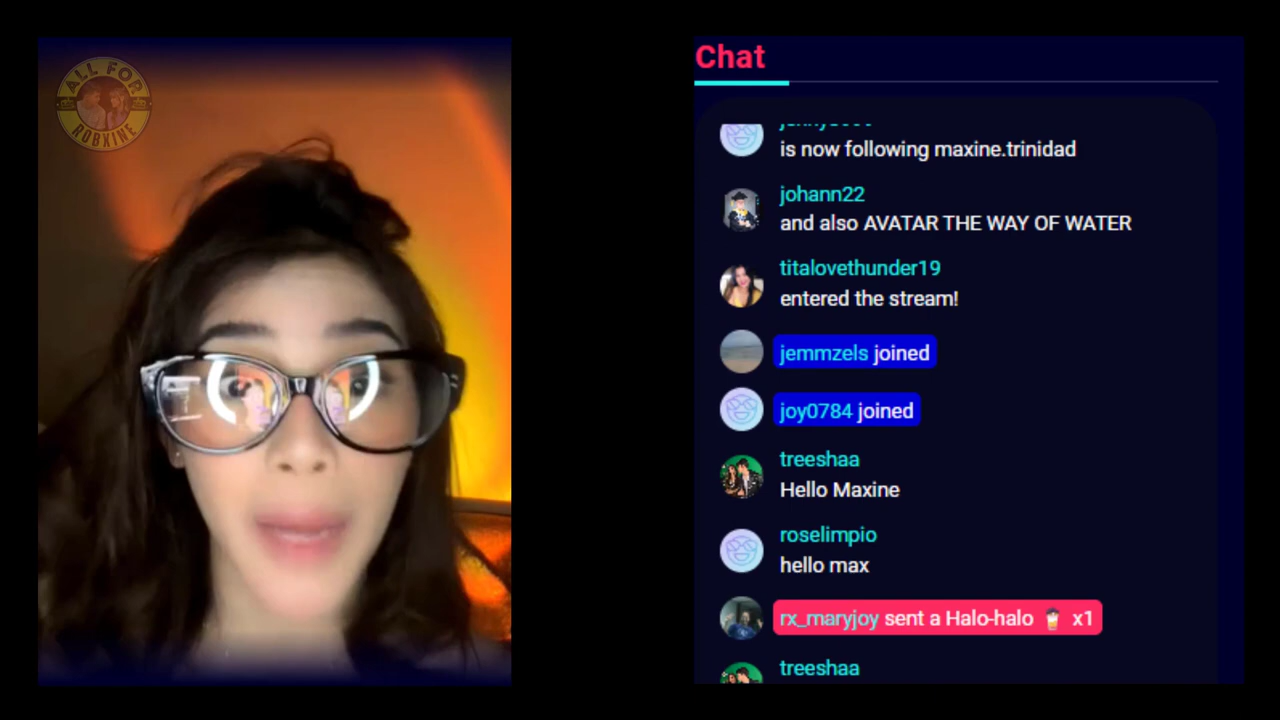 ALL FOR
ROBXINE
Chat
is now following maxine.trinidad
johann22
and also AVATAR THE WAY OF WATER
titalovethunder19
entered the stream!
jemmzels joined
joy0784 joined
treeshaa
Hello Maxine
roselimpio
hello max
rx_maryjoy sent a Halo-halo x1
treeshaa